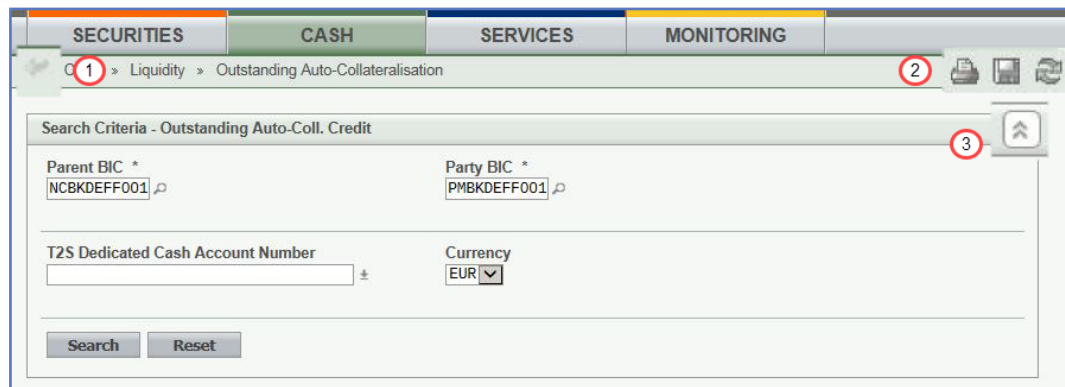 SECURITIES CASH SERVICES MONITORING
1 » Liquidity » Outstanding Auto-Collateralisation 2
Search Criteria - Outstanding Auto-Coll. Credit
3
Parent BIC * Party BIC *
NCBKDEFF001 PMBKDEFF001
T2S Dedicated Cash Account Number Currency
EUR
Search Reset